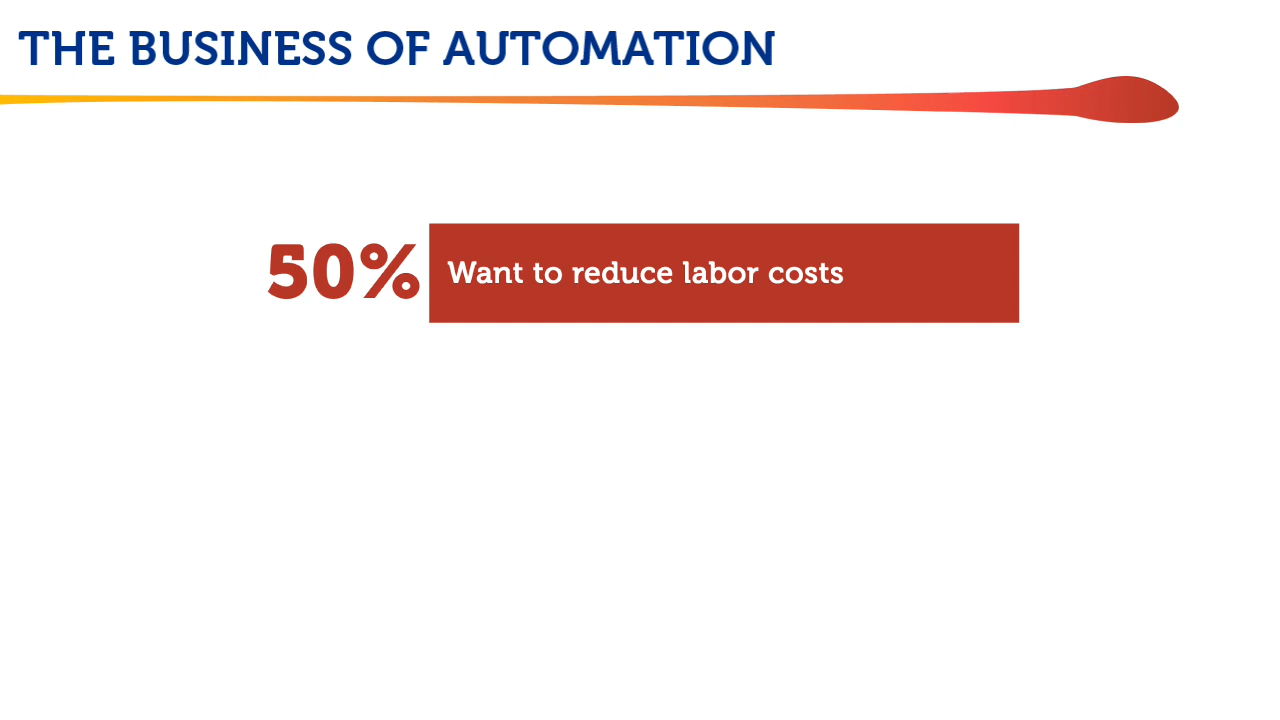 THE BUSINESS OF AUTOMATION
50% Want to reduce labor costs